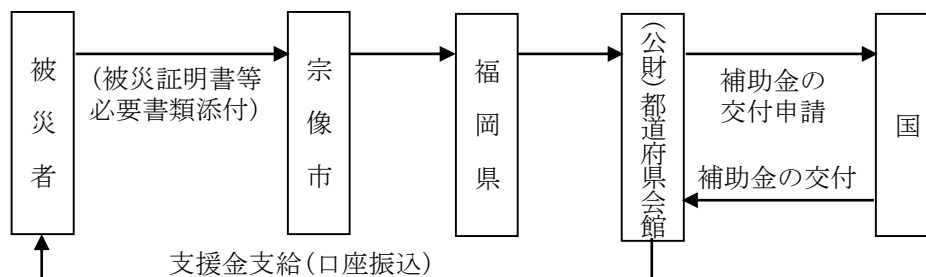 被災者
(被災証明書等
必要書類添付)
宗像市
福岡県
(公財)都道府県会館
補助金の
交付申請
国
補助金の交付
支援金支給(口座振込)